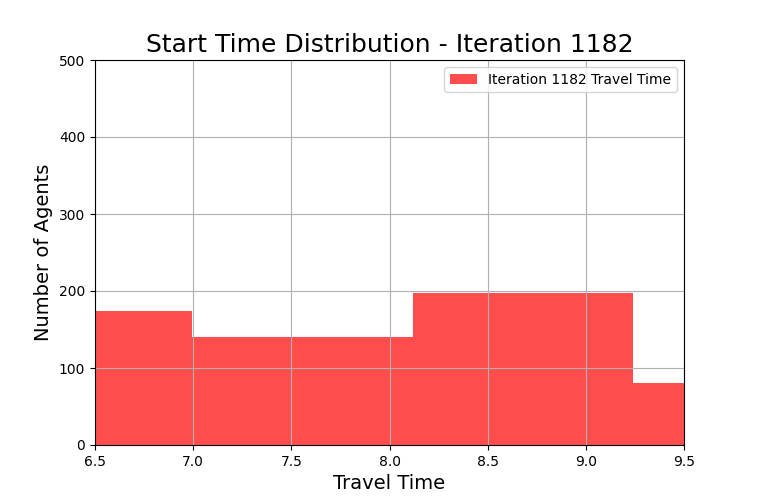 Start Time Distribution - Iteration 1182
Iteration 1182 Travel Time
500
400
300
200
100
0
Number of Agents
6.5 7.0 7.5 8.0 8.5 9.0 9.5
Travel Time